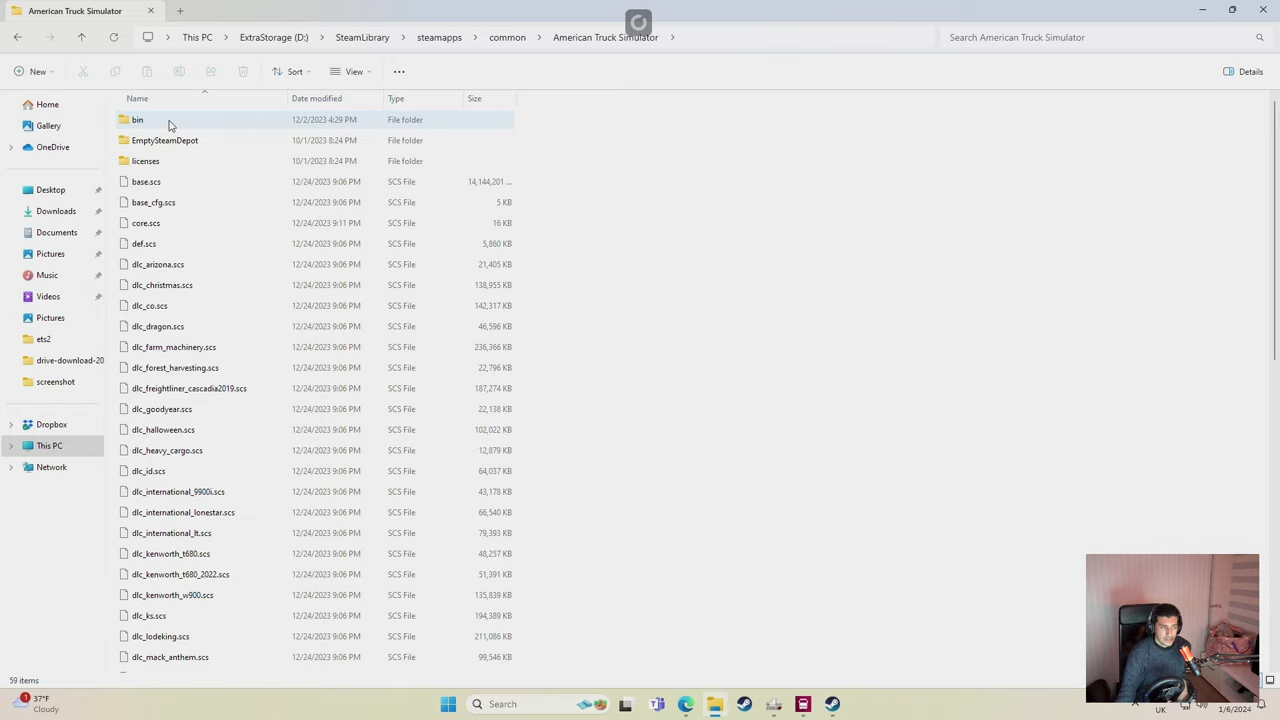 American Truck Simulator
This PC ExtraStorage (D:) SteamLibrary steamapps common American Truck Simulator
Search American Truck Simulator
New Sort View Details
Name Date modified Type Size
bin 12/2/2023 4:29 PM File folder
EmptySteamDepot 10/1/2023 8:24 PM File folder
licenses 10/1/2023 8:24 PM File folder
base.scs 12/24/2023 9:06 PM SCS File 14,144,201 ...
base_cfg.scs 12/24/2023 9:06 PM SCS File 5 KB
core.scs 12/24/2023 9:11 PM SCS File 16 KB
def.scs 12/24/2023 9:06 PM SCS File 5,860 KB
dlc_arizona.scs 12/24/2023 9:06 PM SCS File 21,405 KB
dlc_christmas.scs 12/24/2023 9:06 PM SCS File 138,955 KB
dlc_co.scs 12/24/2023 9:06 PM SCS File 142,317 KB
dlc_dragon.scs 12/24/2023 9:06 PM SCS File 46,596 KB
dlc_farm_machinery.scs 12/24/2023 9:06 PM SCS File 236,366 KB
dlc_forest_harvesting.scs 12/24/2023 9:06 PM SCS File 22,796 KB
dlc_freightliner_cascadia2019.scs 12/24/2023 9:06 PM SCS File 187,274 KB
dlc_goodyear.scs 12/24/2023 9:06 PM SCS File 22,138 KB
dlc_halloween.scs 12/24/2023 9:06 PM SCS File 102,022 KB
dlc_heavy_cargo.scs 12/24/2023 9:06 PM SCS File 12,879 KB
dlc_id.scs 12/24/2023 9:06 PM SCS File 64,037 KB
dlc_international_9900i.scs 12/24/2023 9:06 PM SCS File 43,178 KB
dlc_international_lonestar.scs 12/24/2023 9:06 PM SCS File 66,540 KB
dlc_international_lt.scs 12/24/2023 9:06 PM SCS File 79,393 KB
dlc_kenworth_t680.scs 12/24/2023 9:06 PM SCS File 48,257 KB
dlc_kenworth_t680_2022.scs 12/24/2023 9:06 PM SCS File 51,391 KB
dlc_kenworth_w900.scs 12/24/2023 9:06 PM SCS File 135,839 KB
dlc_ks.scs 12/24/2023 9:06 PM SCS File 194,389 KB
dlc_lodeking.scs 12/24/2023 9:06 PM SCS File 211,086 KB
dlc_mack_anthem.scs 12/24/2023 9:06 PM SCS File 99,546 KB
Home
Gallery
OneDrive
Desktop
Downloads
Documents
Pictures
Music
Videos
Pictures
ets2
drive-download-20
screenshot
Dropbox
This PC
Network
59 items
1
37°F
Cloudy
Search
UK
1/6/2024